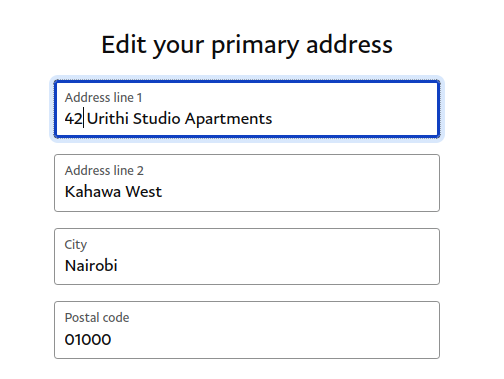 Edit your primary address
Address line 1
42 Urithi Studio Apartments
Address line 2
Kahawa West
City
Nairobi
Postal code
01000